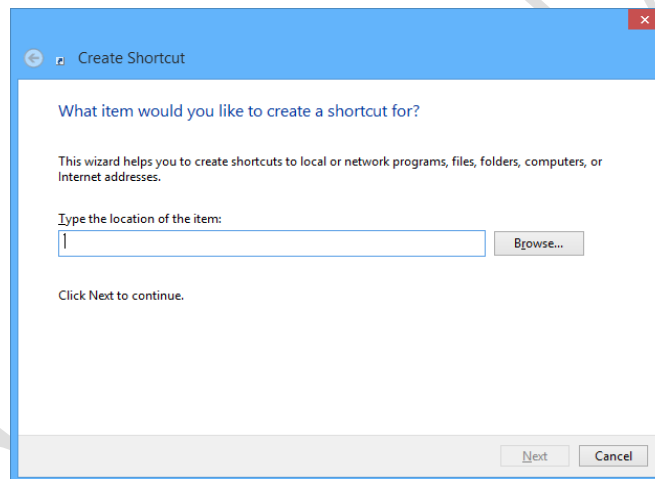 Create Shortcut
What item would you like to create a shortcut for?
This wizard helps you to create shortcuts to local or network programs, files, folders, computers, or
Internet addresses.
Type the location of the item:
Browse...
Click Next to continue.
Next Cancel